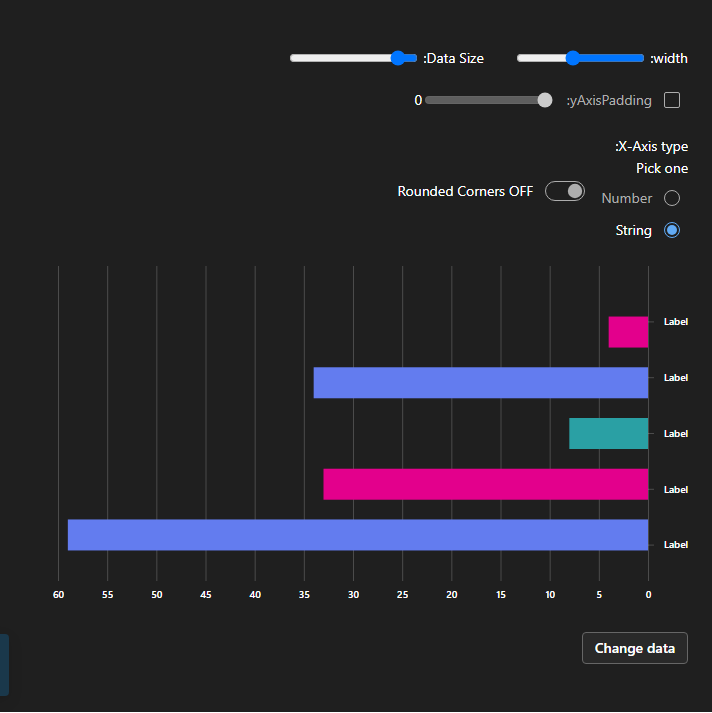 :width
:Data Size
:yAxisPadding
0
:X-Axis type
Pick one
Number
String
Rounded Corners OFF
Label
Label
Label
Label
Label
60 55 50 45 40 35 30 25 20 15 10 5 0
Change data